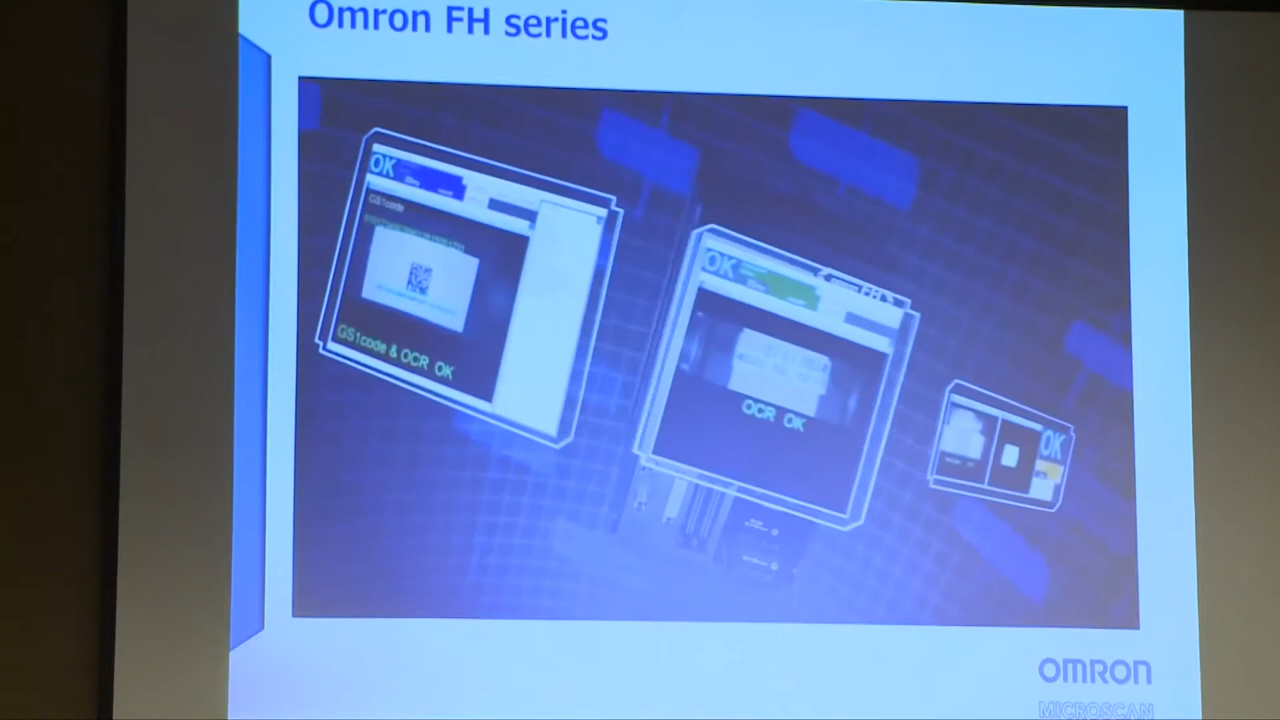 Omron FH series
OK
GS1code
GS1code & OCR OK
OK
FH
OCR OK
OK
OMRON
MICROSCAN